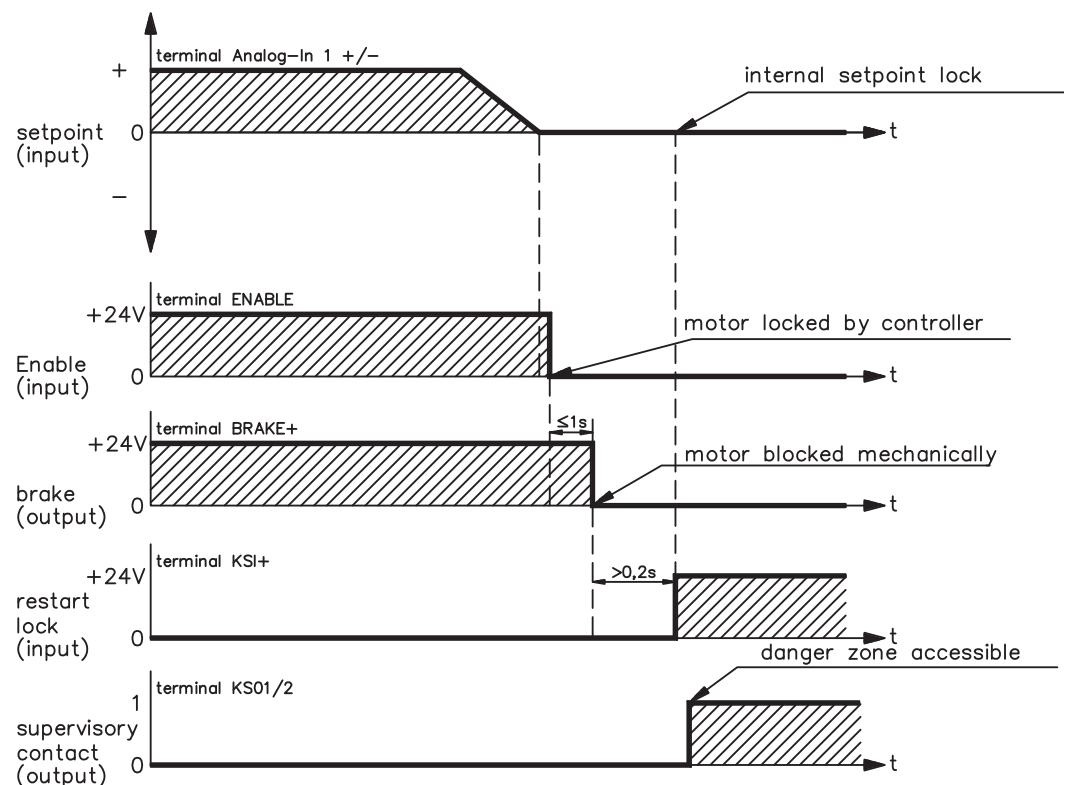 terminal Analog-In 1 +/-
+
internal setpoint lock
setpoint
(input)
0
t
-
terminal ENABLE
+24V
motor locked by controller
Enable
(input)
0
t
terminal BRAKE+
≤1s
+24V
motor blocked mechanically
brake
(output)
0
t
terminal KSI+
+24V
>0,2s
restart
lock
(input)
0
t
danger zone accessible
terminal KSO1/2
1
supervisory
contact
(output)
0
t